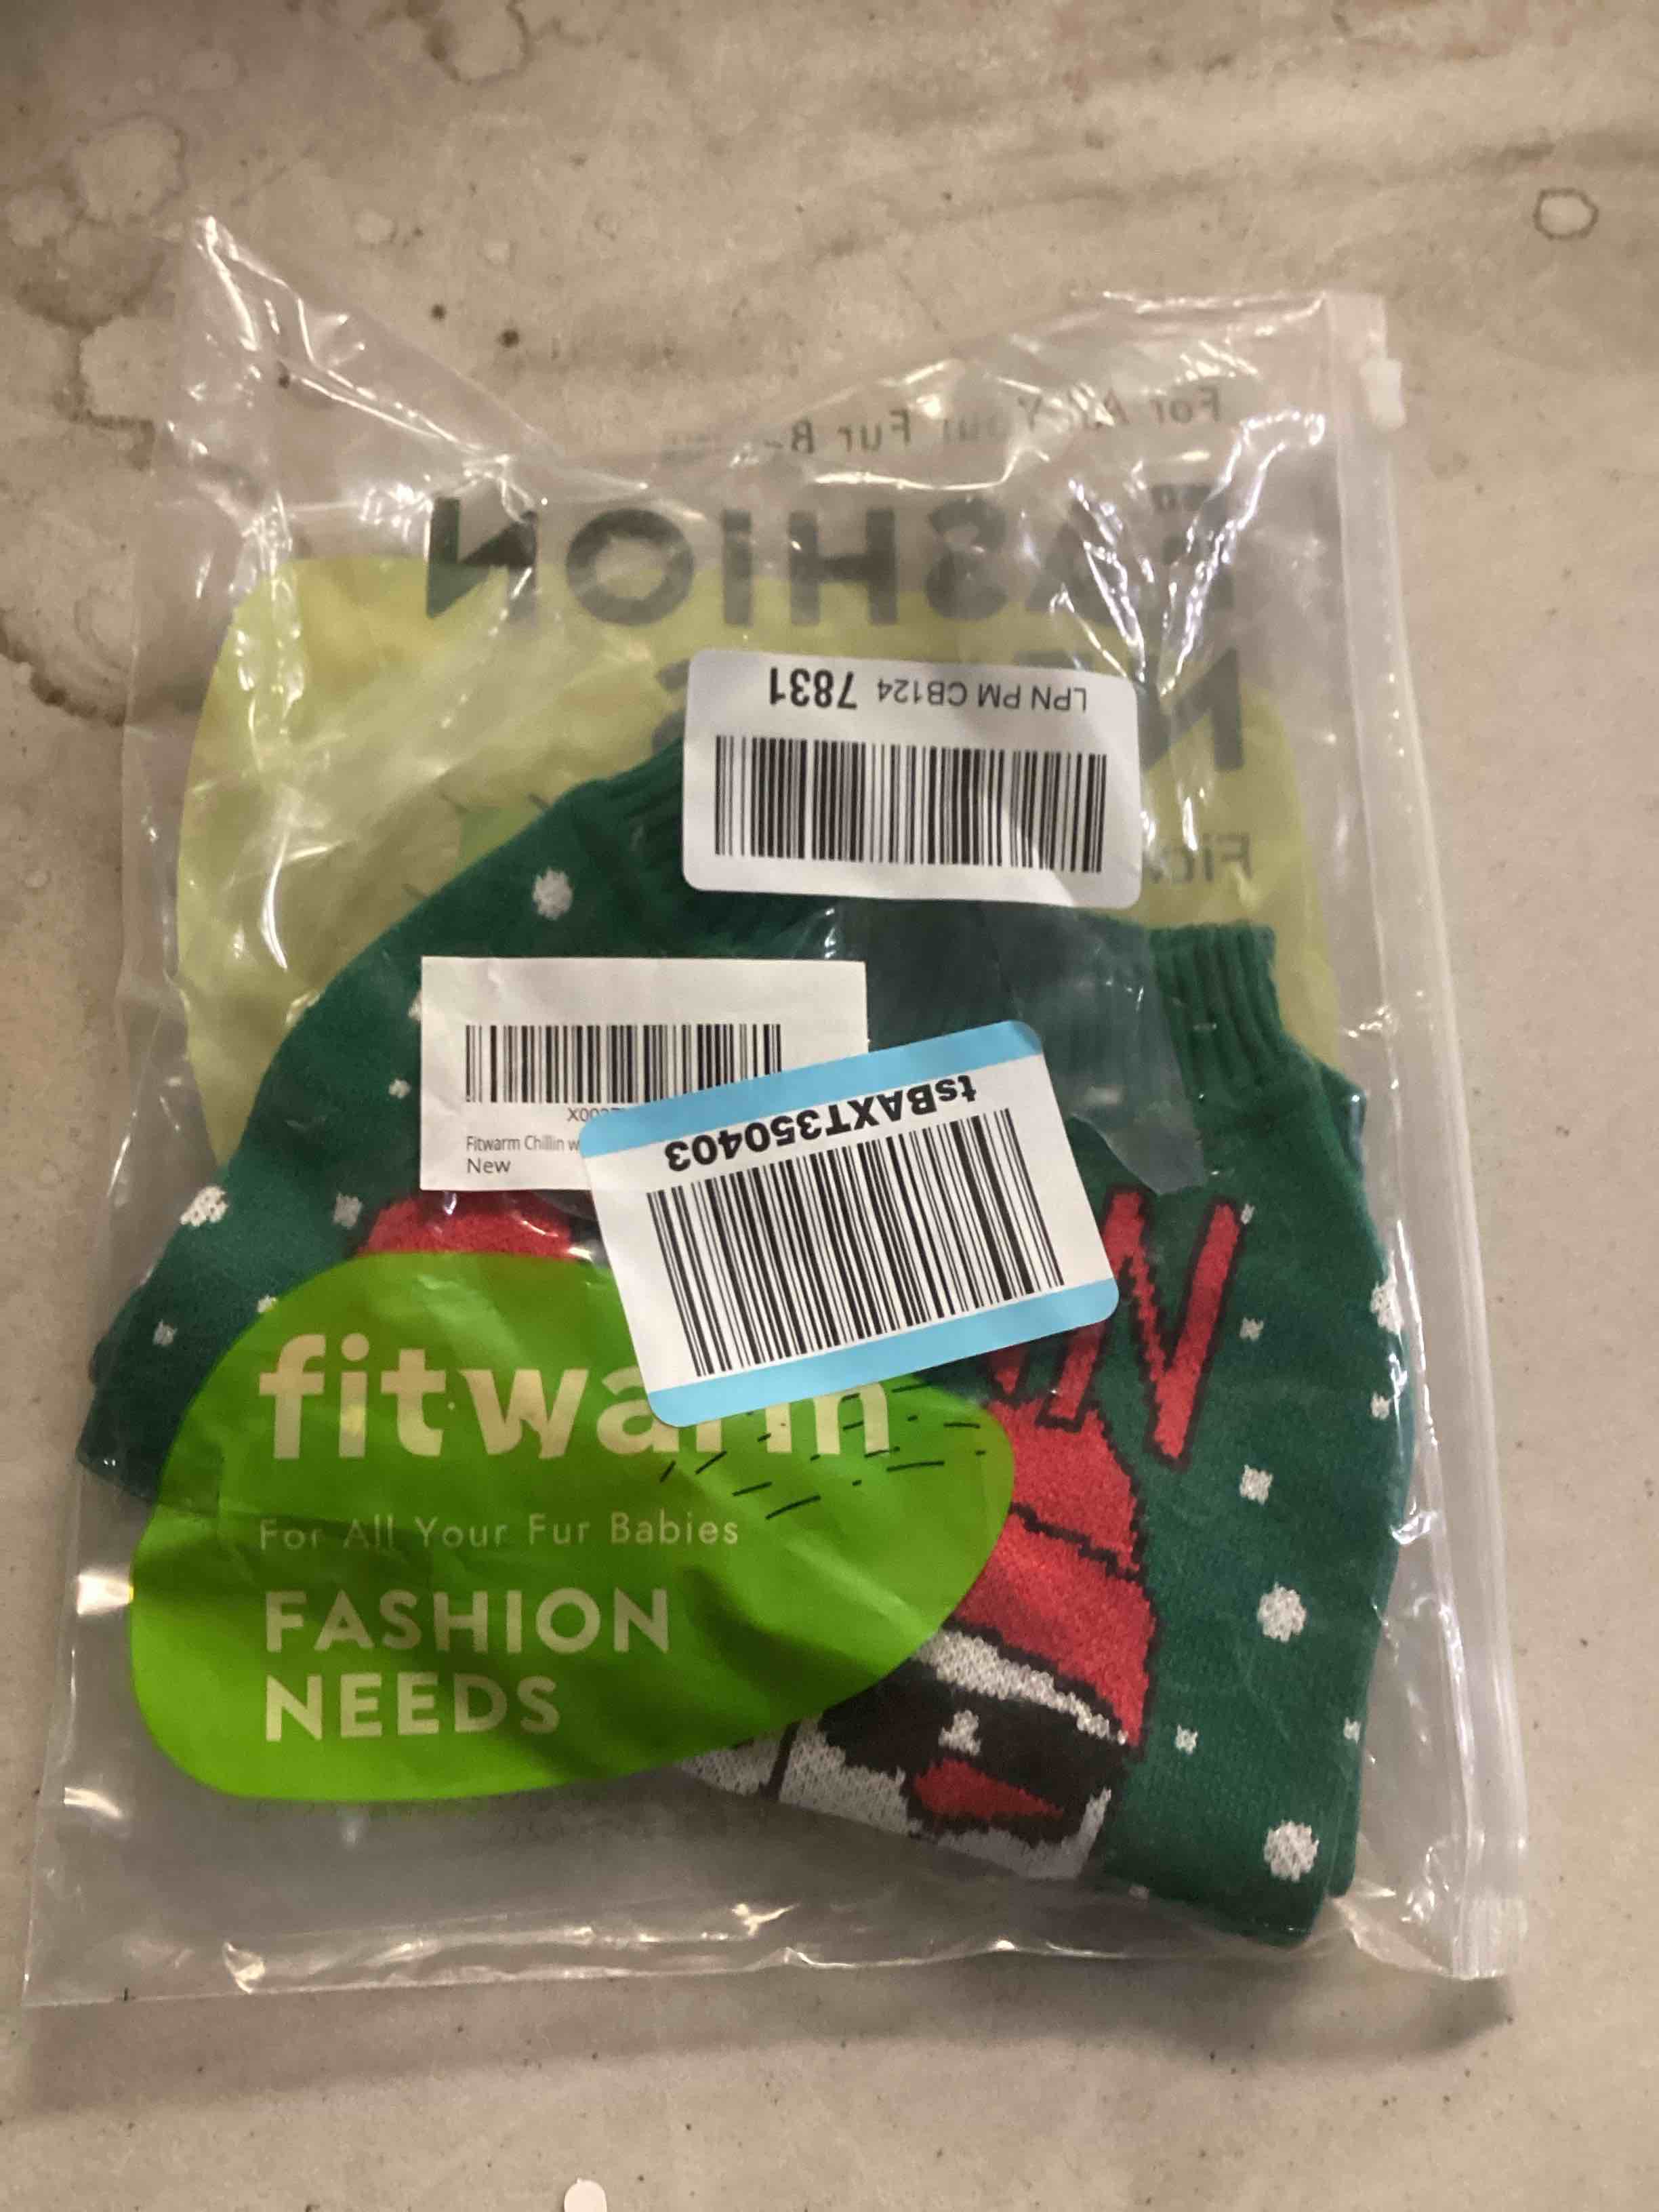 For All Your Fur
FASHION
LPN PM CB124 7831
X00
Fitwarm Chillin w
New
tsBAXT350403
fitwarm
For All Your Fur Babies
FASHION
NEEDS